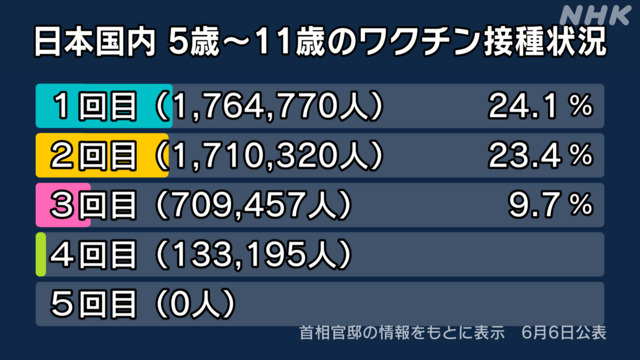 NHK
日本国内 5歳～11歳のワクチン接種状況
1回目（1,764,770人） 24.1％
2回目（1,710,320人） 23.4％
3回目（709,457人） 9.7％
4回目（133,195人）
5回目（0人）
首相官邸の情報をもとに表示 6月6日公表